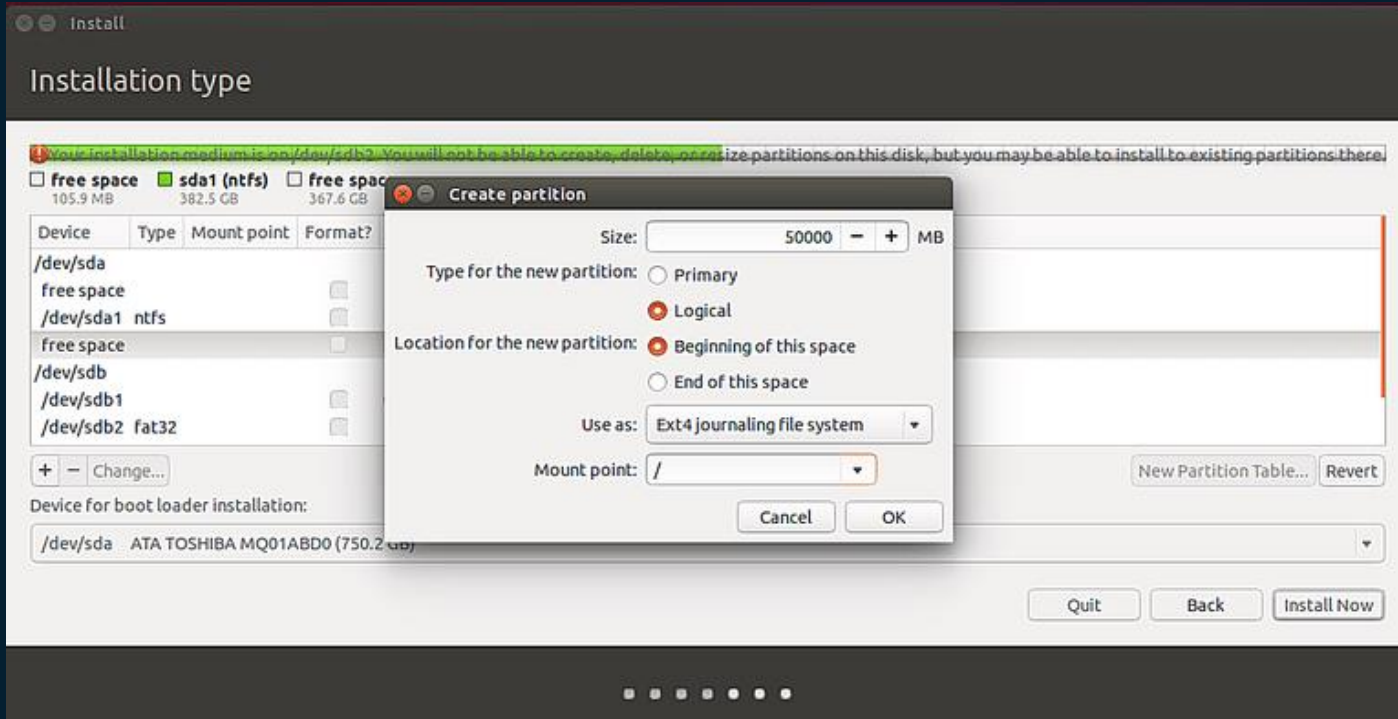 Install
Installation type
Your installation medium is on /dev/sdb2. You will not be able to create, delete, or resize partitions on this disk, but you may be able to install to existing partitions there.
free space sda1 (ntfs) free spac
105.9 MB 382.5 GB 367.6 GB
Create partition
Size: 50000 − + MB
Type for the new partition: Primary
Logical
Location for the new partition: Beginning of this space
End of this space
Use as: Ext4 journaling file system
Mount point: /
Cancel OK
Device Type Mount point Format?
/dev/sda
free space
/dev/sda1 ntfs
free space
/dev/sdb
/dev/sdb1
/dev/sdb2 fat32
+ − Change... New Partition Table... Revert
Device for boot loader installation:
/dev/sda ATA TOSHIBA MQ01ABD0 (750.2 GB)
Quit Back Install Now